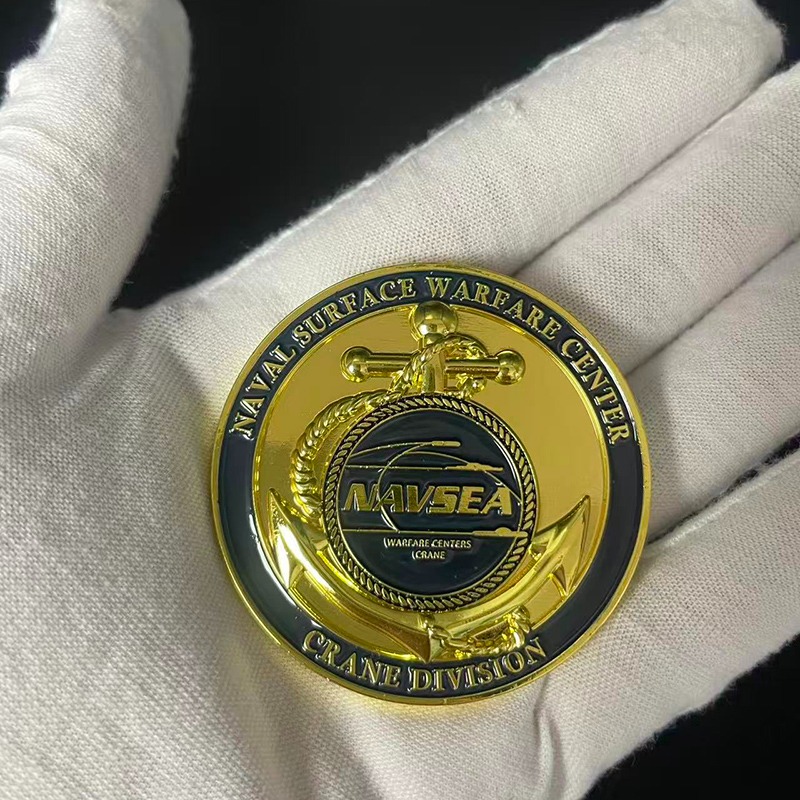 NAVAL SURFACE WARFARE CENTER
NAVSEA
WARFARE CENTERS
CRANE
CRANE DIVISION